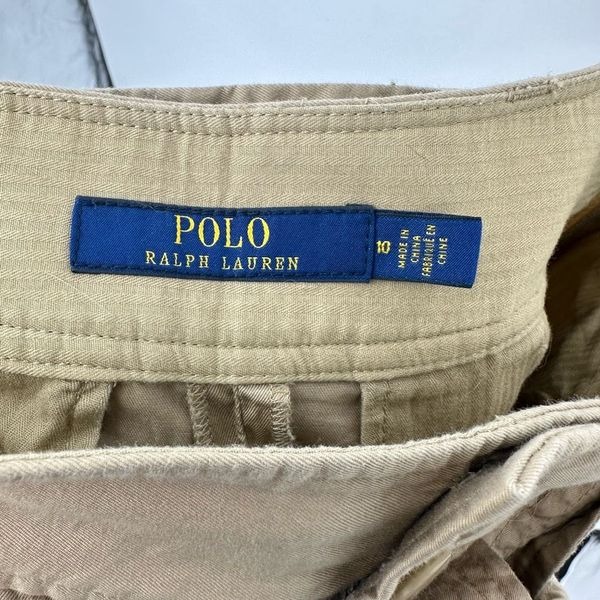 POLO
RALPH LAUREN
10
MADE IN
CHINA
FABRIQUÉ EN
CHINE